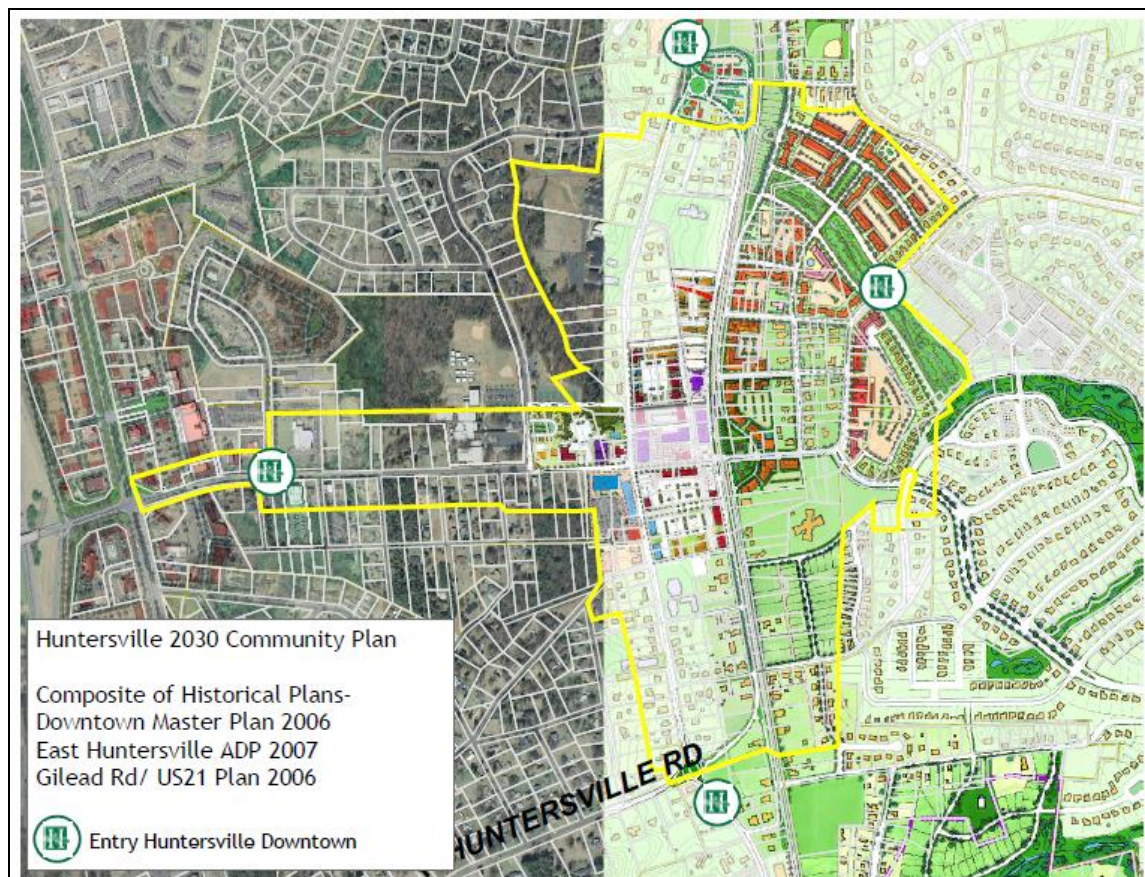 Huntersville 2030 Community Plan
Composite of Historical Plans-
Downtown Master Plan 2006
East Huntersville ADP 2007
Gilead Rd/ US21 Plan 2006
Entry Huntersville Downtown
HUNTERSVILLE RD